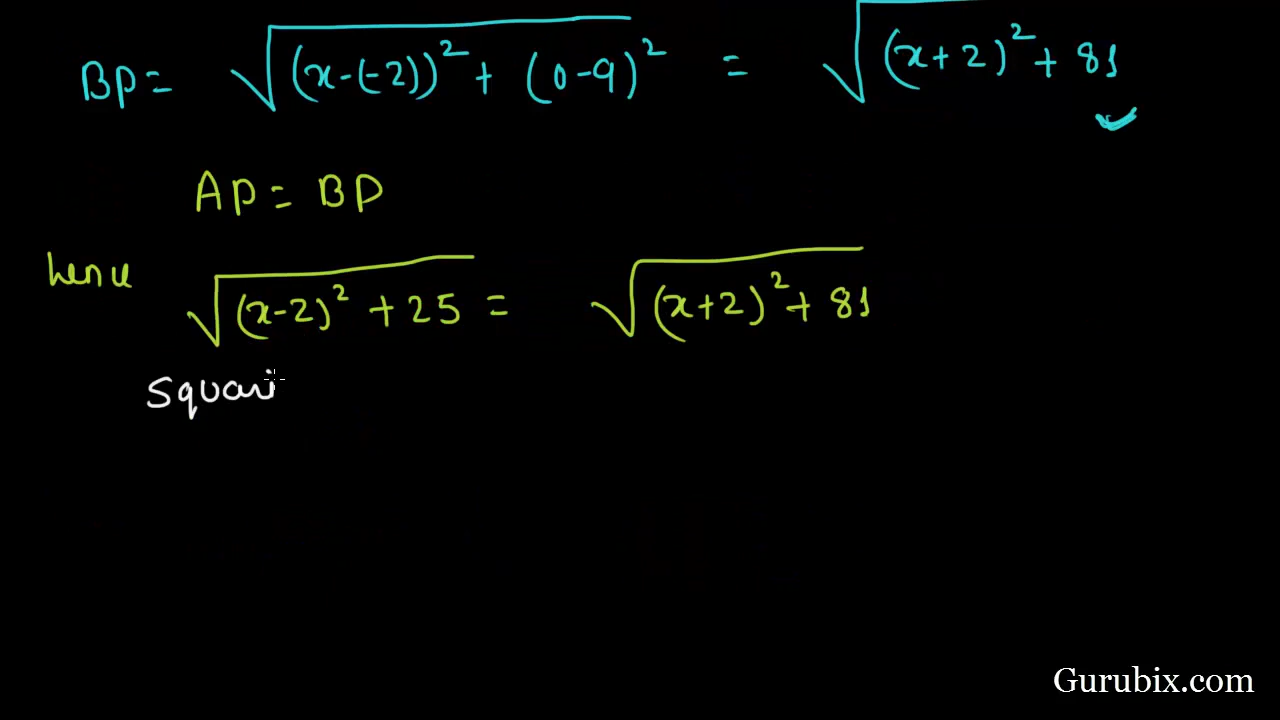 BP = √(x-(-2))² + (0-9)² = √(x+2)² + 81
AP = BP
hence √(x-2)² + 25 = √(x+2)² + 81
Squari
Gurubix.com